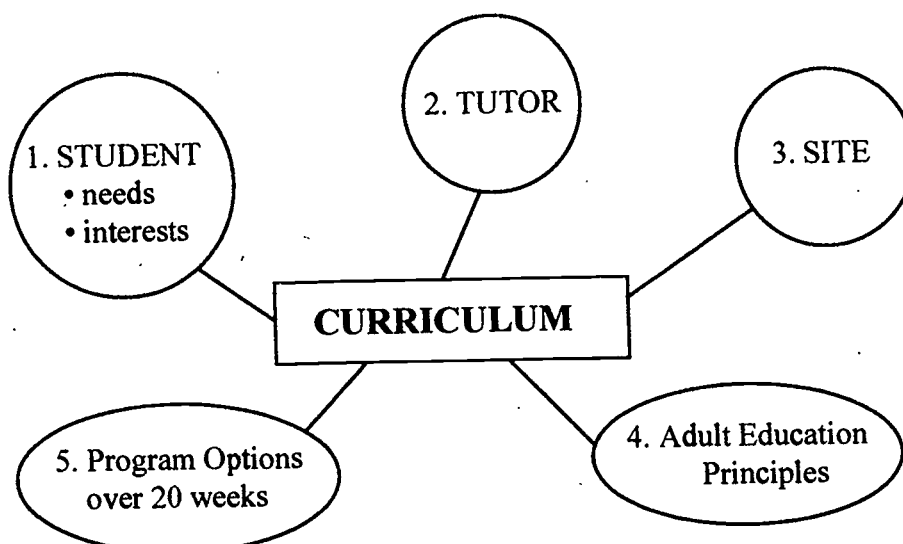 1. STUDENT
• needs
• interests
2. TUTOR
3. SITE
CURRICULUM
4. Adult Education
Principles
5. Program Options
over 20 weeks